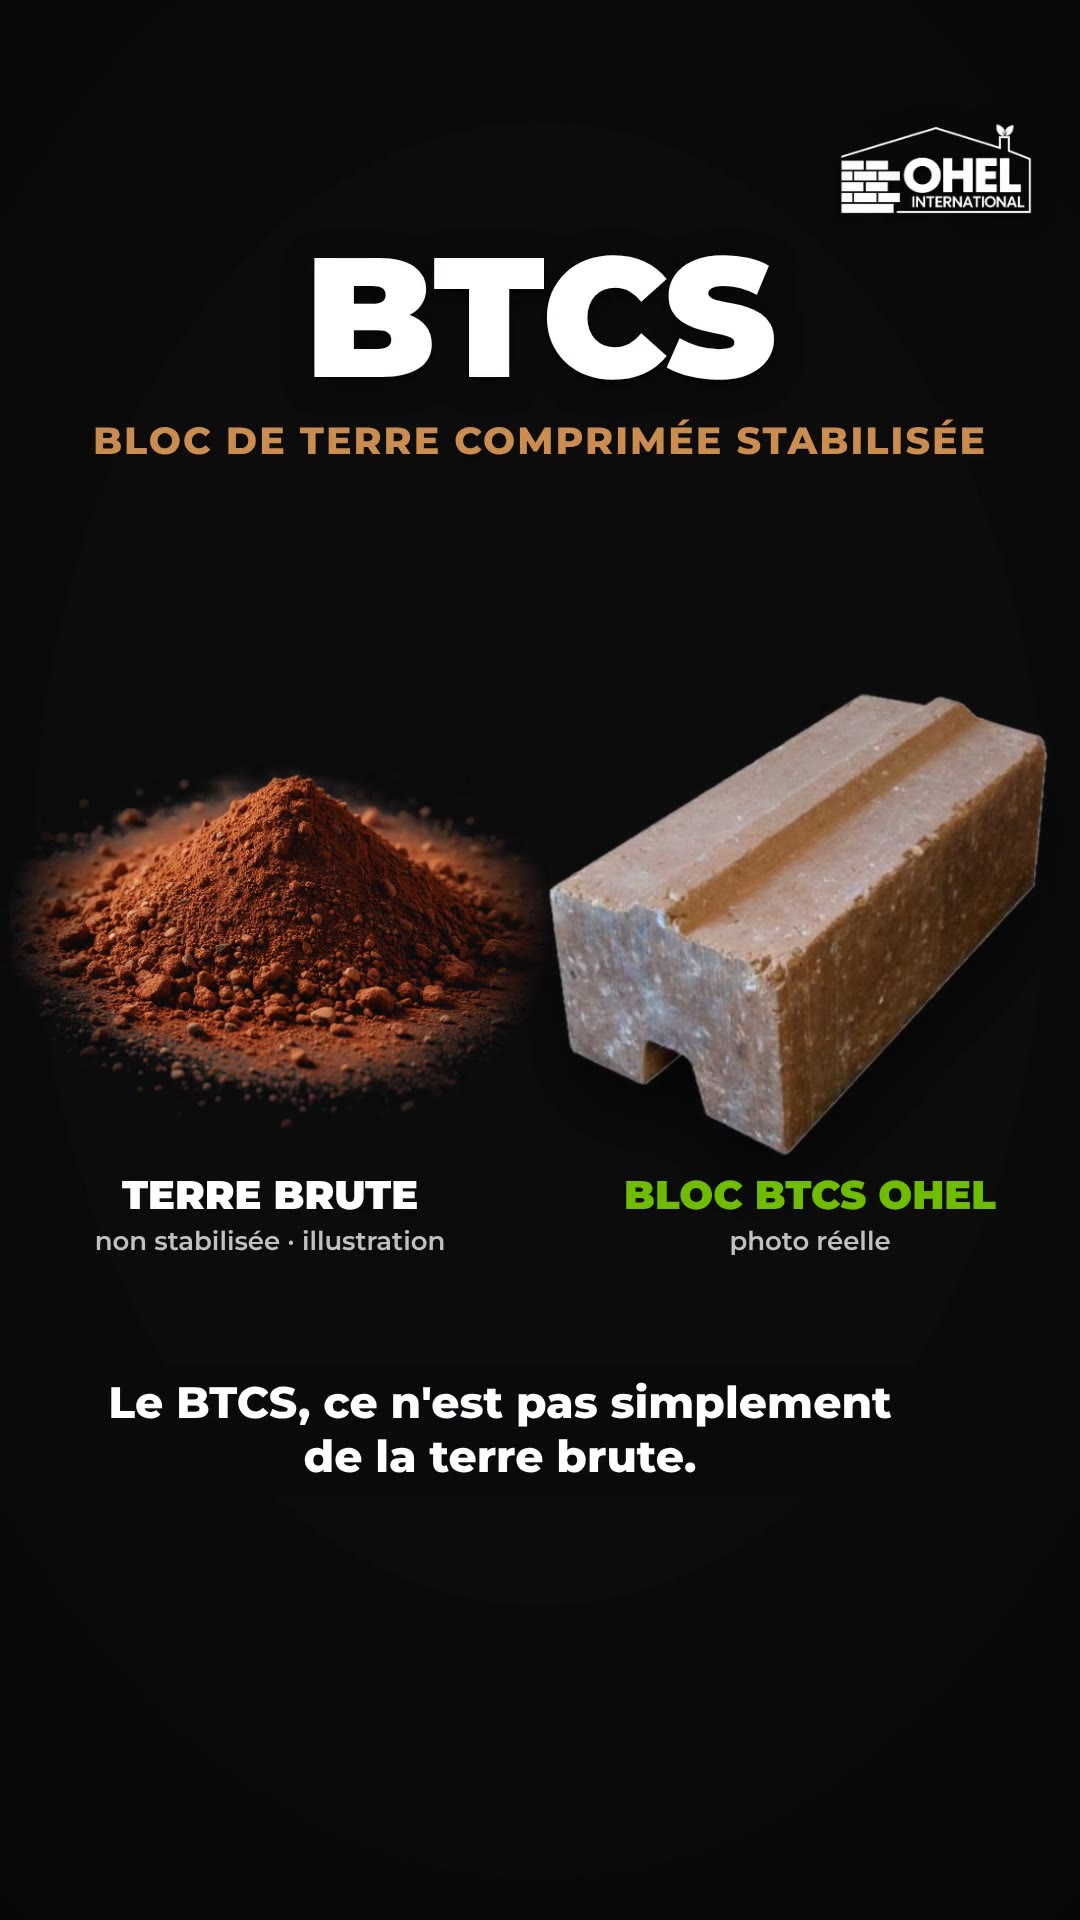 OHEL
INTERNATIONAL
BTCS
BLOC DE TERRE COMPRIMÉE STABILISÉE
TERRE BRUTE
non stabilisée · illustration
BLOC BTCS OHEL
photo réelle
Le BTCS, ce n'est pas simplement
de la terre brute.